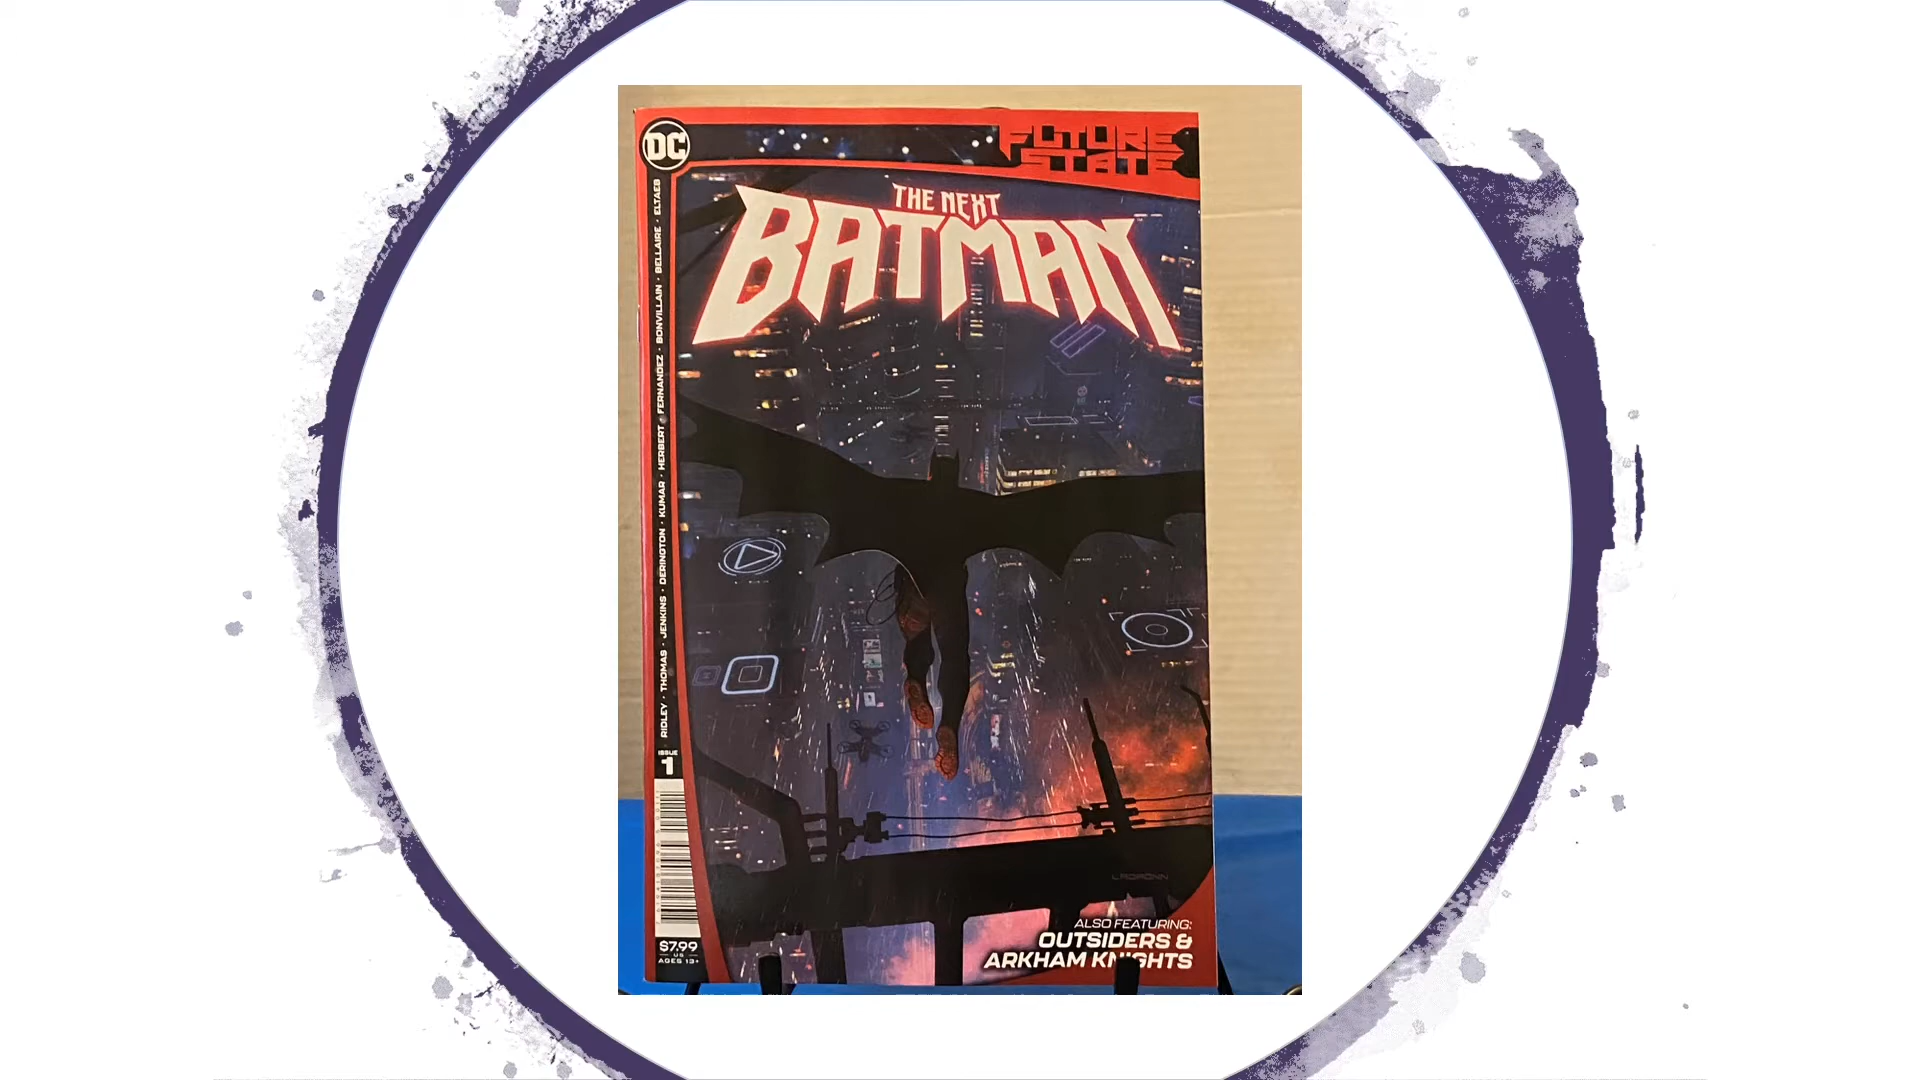 DC
FUTURE
STATE
THE NEXT
BATMAN
RIDLEY · THOMAS · JENKINS · DERINGTON · KUMAR · HERBERT · FERNANDEZ · BONVILLAIN · BELLAIRE · ELTAEB
ISSUE
1
$7.99
US
AGES 13+
LADRONN
ALSO FEATURING:
OUTSIDERS &
ARKHAM KNIGHTS